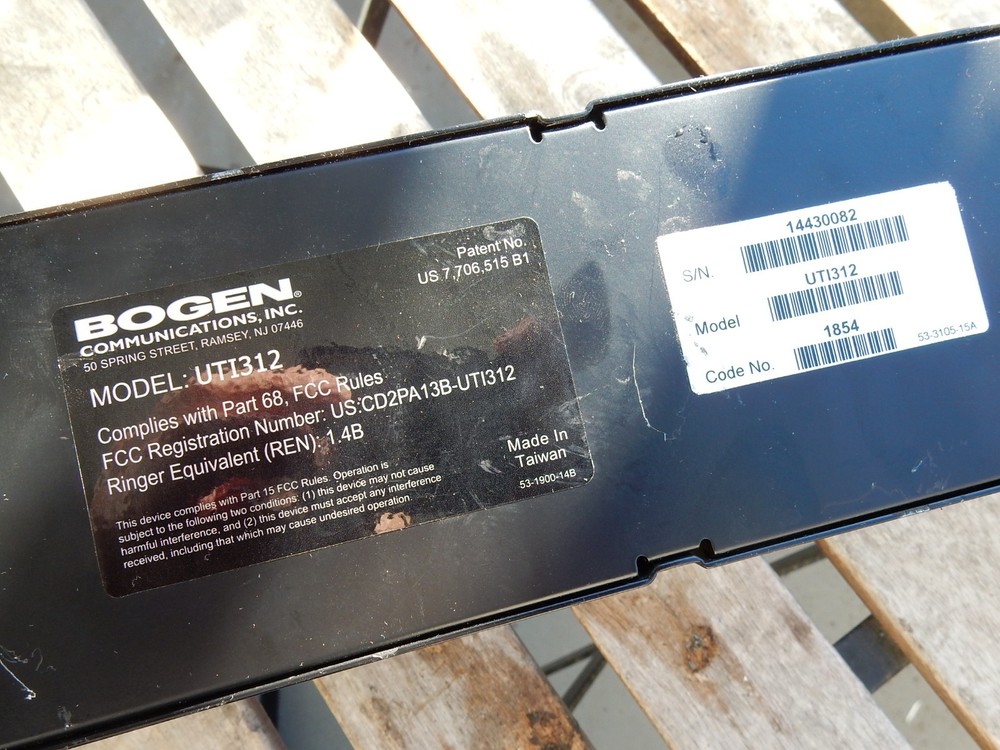 Patent No.
US 7,706,515 B1
BOGEN®
COMMUNICATIONS, INC.
50 SPRING STREET, RAMSEY, NJ 07446
MODEL: UTI312
Complies with Part 68, FCC Rules
FCC Registration Number: US:CD2PA13B-UTI312
Ringer Equivalent (REN): 1.4B
Made In
Taiwan
53-1900-14B
This device complies with Part 15 FCC Rules. Operation is
subject to the following two conditions: (1) this device may not cause
harmful interference, and (2) this device must accept any interference
received, including that which may cause undesired operation.
14430082
S/N.
UTI312
Model
1854
Code No.
53-3105-15A